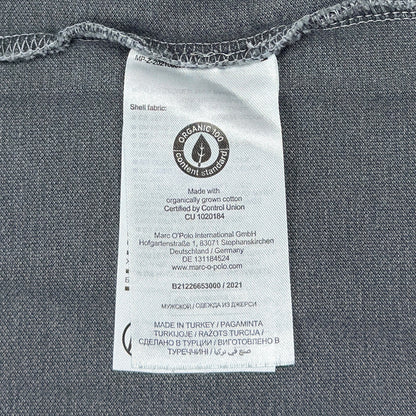 Shell fabric:
ORGANIC 100
content standard
Made with
organically grown cotton
Certified by Control Union
CU 1020184
Marc O'Polo International GmbH
Hofgartenstraße 1, 83071 Stephanskirchen
Deutschland / Germany
DE 131184524
www.marc-o-polo.com
B21226653000 / 2021
МУЖСКОЙ / ОДЕЖДА ИЗ ДЖЕРСИ
MADE IN TURKEY / PAGAMINTA
TURKIJOJE / RAŽOTS TURCIJA
СДЕЛАНО В ТУРЦИИ / ВИГОТОВЛЕНО В
ТУРЕЧЧИНІ / صنع في تركيا